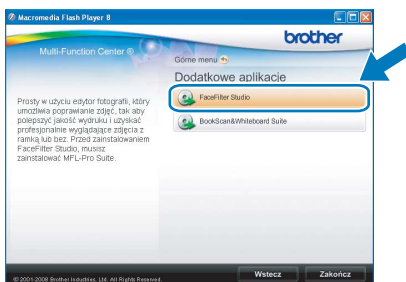 Macromedia Flash Player 8
brother
Multi-Function Center ®
Górne menu
Dodatkowe aplikacje
FaceFilter Studio
BookScan&Whiteboard Suite
Prosty w użyciu edytor fotografii, który
umożliwia poprawianie zdjęć, tak aby
polepszyć jakość wydruku i uzyskać
profesjonalnie wyglądające zdjęcia z
ramką lub bez. Przed zainstalowaniem
FaceFilter Studio, musisz
zainstalować MFL-Pro Suite.
© 2001-2008 Brother Industries, Ltd. All Rights Reserved.
Wstecz
Zakończ